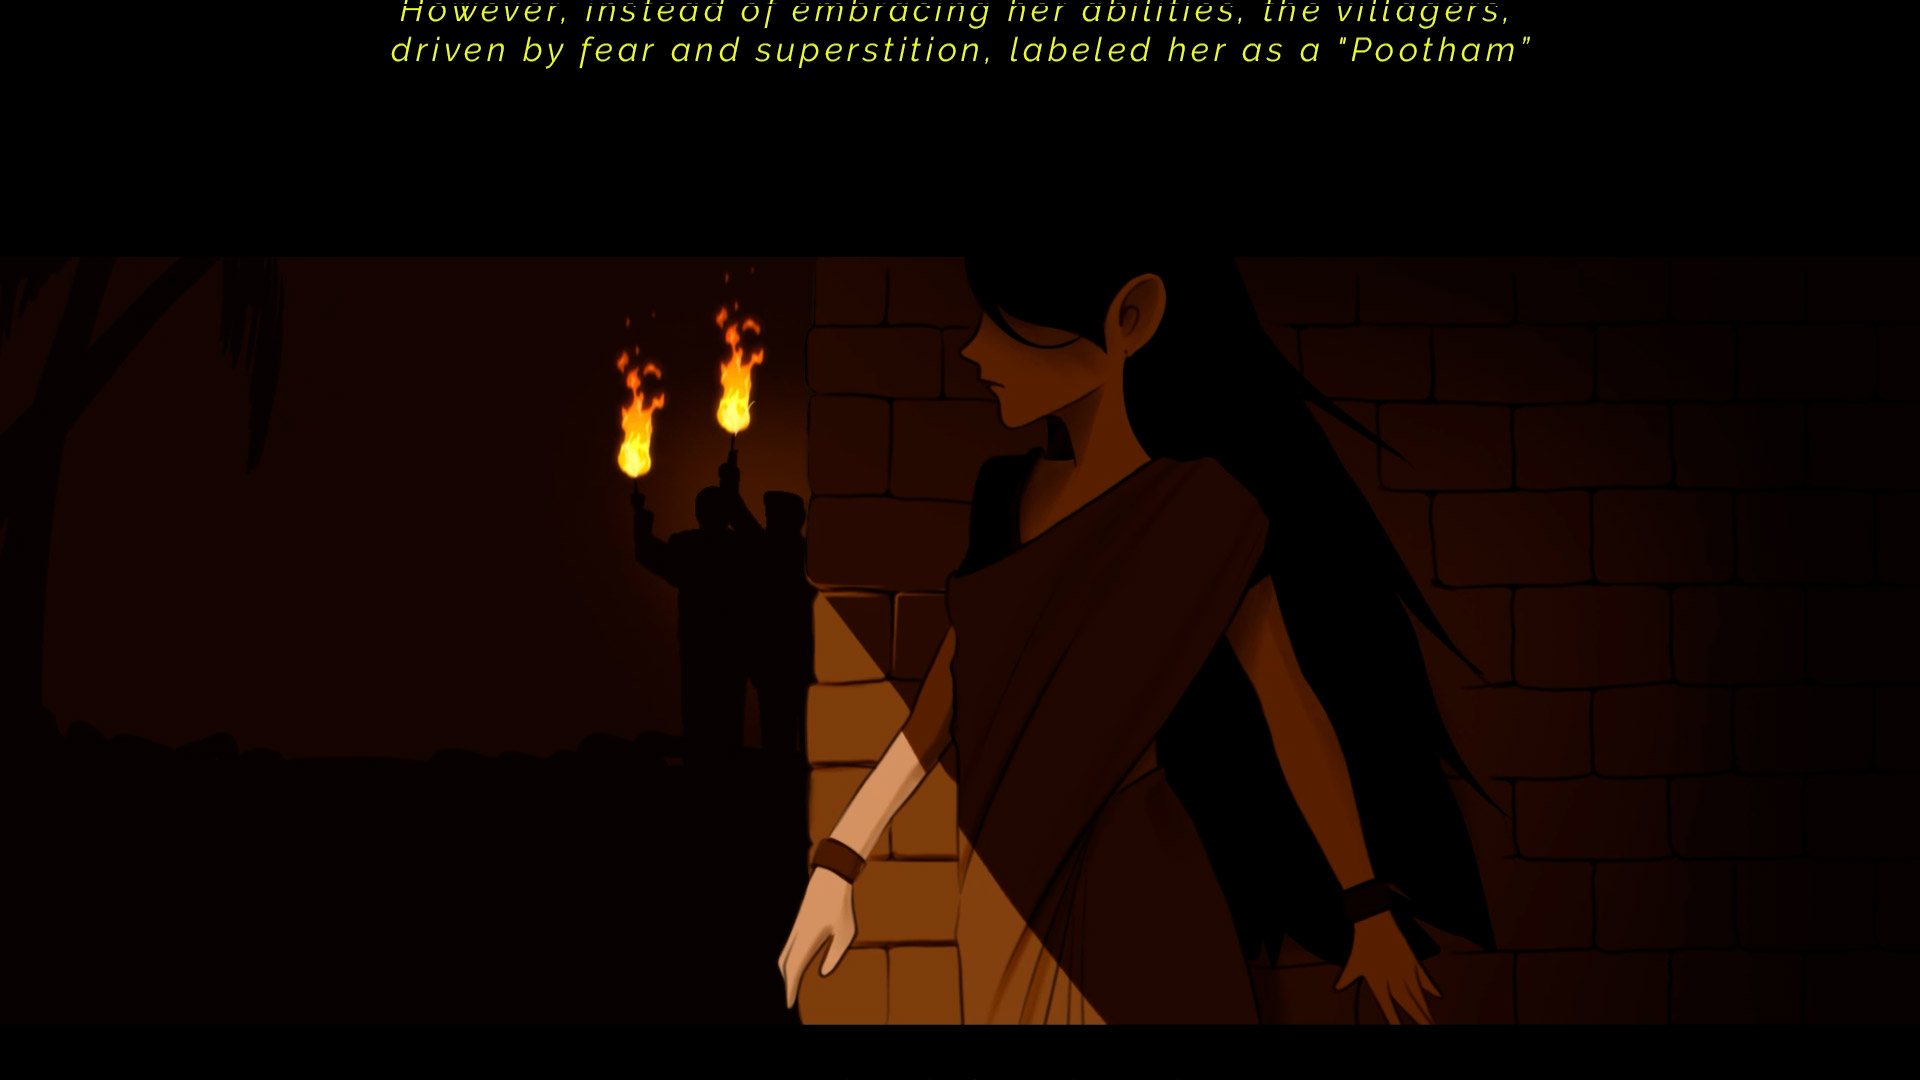 However, instead of embracing her abilities, the villagers,
driven by fear and superstition, labeled her as a "Pootham”